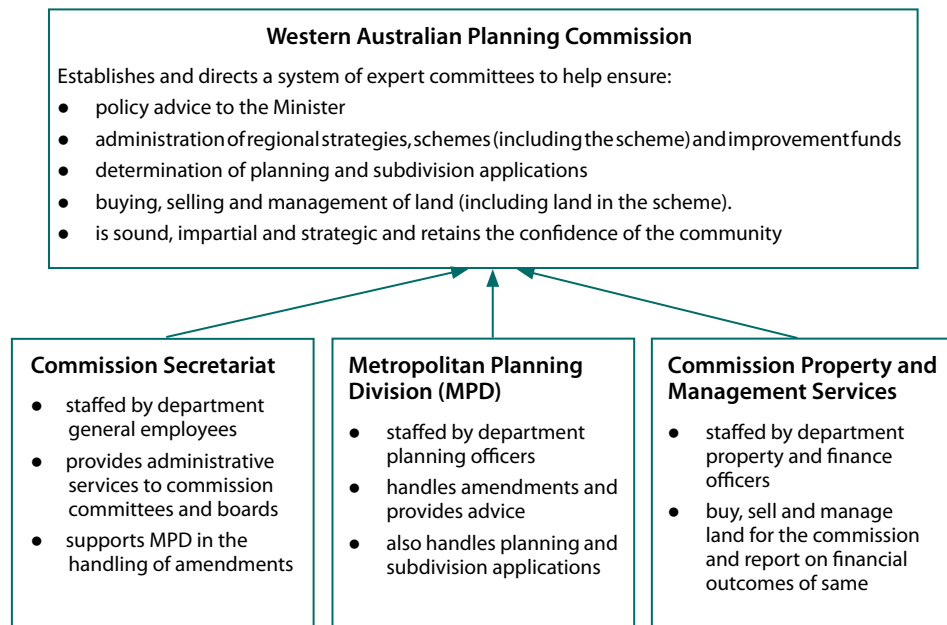 Western Australian Planning Commission
Establishes and directs a system of expert committees to help ensure:
● policy advice to the Minister
● administration of regional strategies, schemes (including the scheme) and improvement funds
● determination of planning and subdivision applications
● buying, selling and management of land (including land in the scheme).
● is sound, impartial and strategic and retains the confidence of the community
Commission Secretariat
● staffed by department
general employees
● provides administrative
services to commission
committees and boards
● supports MPD in the
handling of amendments
Metropolitan Planning
Division (MPD)
● staffed by department
planning officers
● handles amendments and
provides advice
● also handles planning and
subdivision applications
Commission Property and
Management Services
● staffed by department
property and finance
officers
● buy, sell and manage
land for the commission
and report on financial
outcomes of same